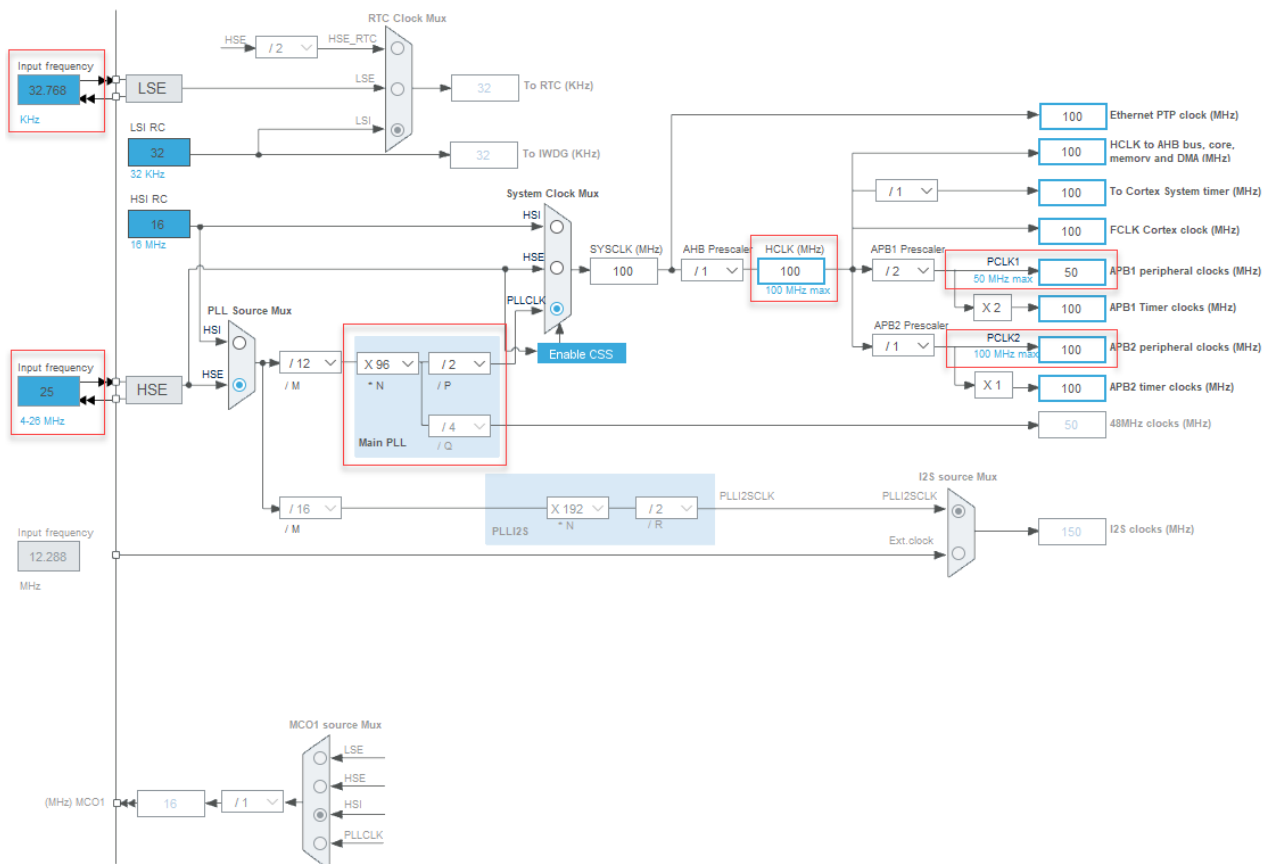 RTC Clock Mux
HSE
/ 2
HSE_RTC
Input frequency
32.768
KHz
LSE
LSE
32
To RTC (KHz)
LSI RC
32
32 KHz
LSI
32
To IWDG (KHz)
HSI RC
16
16 MHz
System Clock Mux
HSI
HSE
PLLCLK
SYSCLK (MHz)
100
AHB Prescaler
/ 1
HCLK (MHz)
100
100 MHz max
100
Ethernet PTP clock (MHz)
100
HCLK to AHB bus, core,
memory and DMA (MHz)
/ 1
100
To Cortex System timer (MHz)
100
FCLK Cortex clock (MHz)
APB1 Prescaler
/ 2
PCLK1
50 MHz max
50
APB1 peripheral clocks (MHz)
X 2
100
APB1 Timer clocks (MHz)
APB2 Prescaler
/ 1
PCLK2
100 MHz max
100
APB2 peripheral clocks (MHz)
X 1
100
APB2 timer clocks (MHz)
Enable CSS
PLL Source Mux
HSI
HSE
Input frequency
25
4-26 MHz
HSE
/ 12
/ M
X 96
* N
/ 2
/ P
/ 4
/ Q
Main PLL
50
48MHz clocks (MHz)
/ 16
/ M
X 192
* N
/ 2
/ R
PLLI2S
PLLI2SCLK
I2S source Mux
PLLI2SCLK
Ext.clock
150
I2S clocks (MHz)
Input frequency
12.288
MHz
MCO1 source Mux
LSE
HSE
HSI
PLLCLK
(MHz) MCO1
16
/ 1